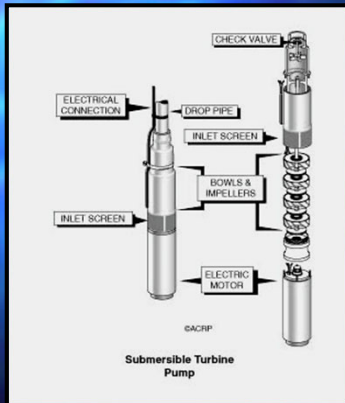 CHECK VALVE
ELECTRICAL
CONNECTION
DROP PIPE
INLET SCREEN
BOWLS &
IMPELLERS
INLET SCREEN
ELECTRIC
MOTOR
©ACRP
Submersible Turbine
Pump